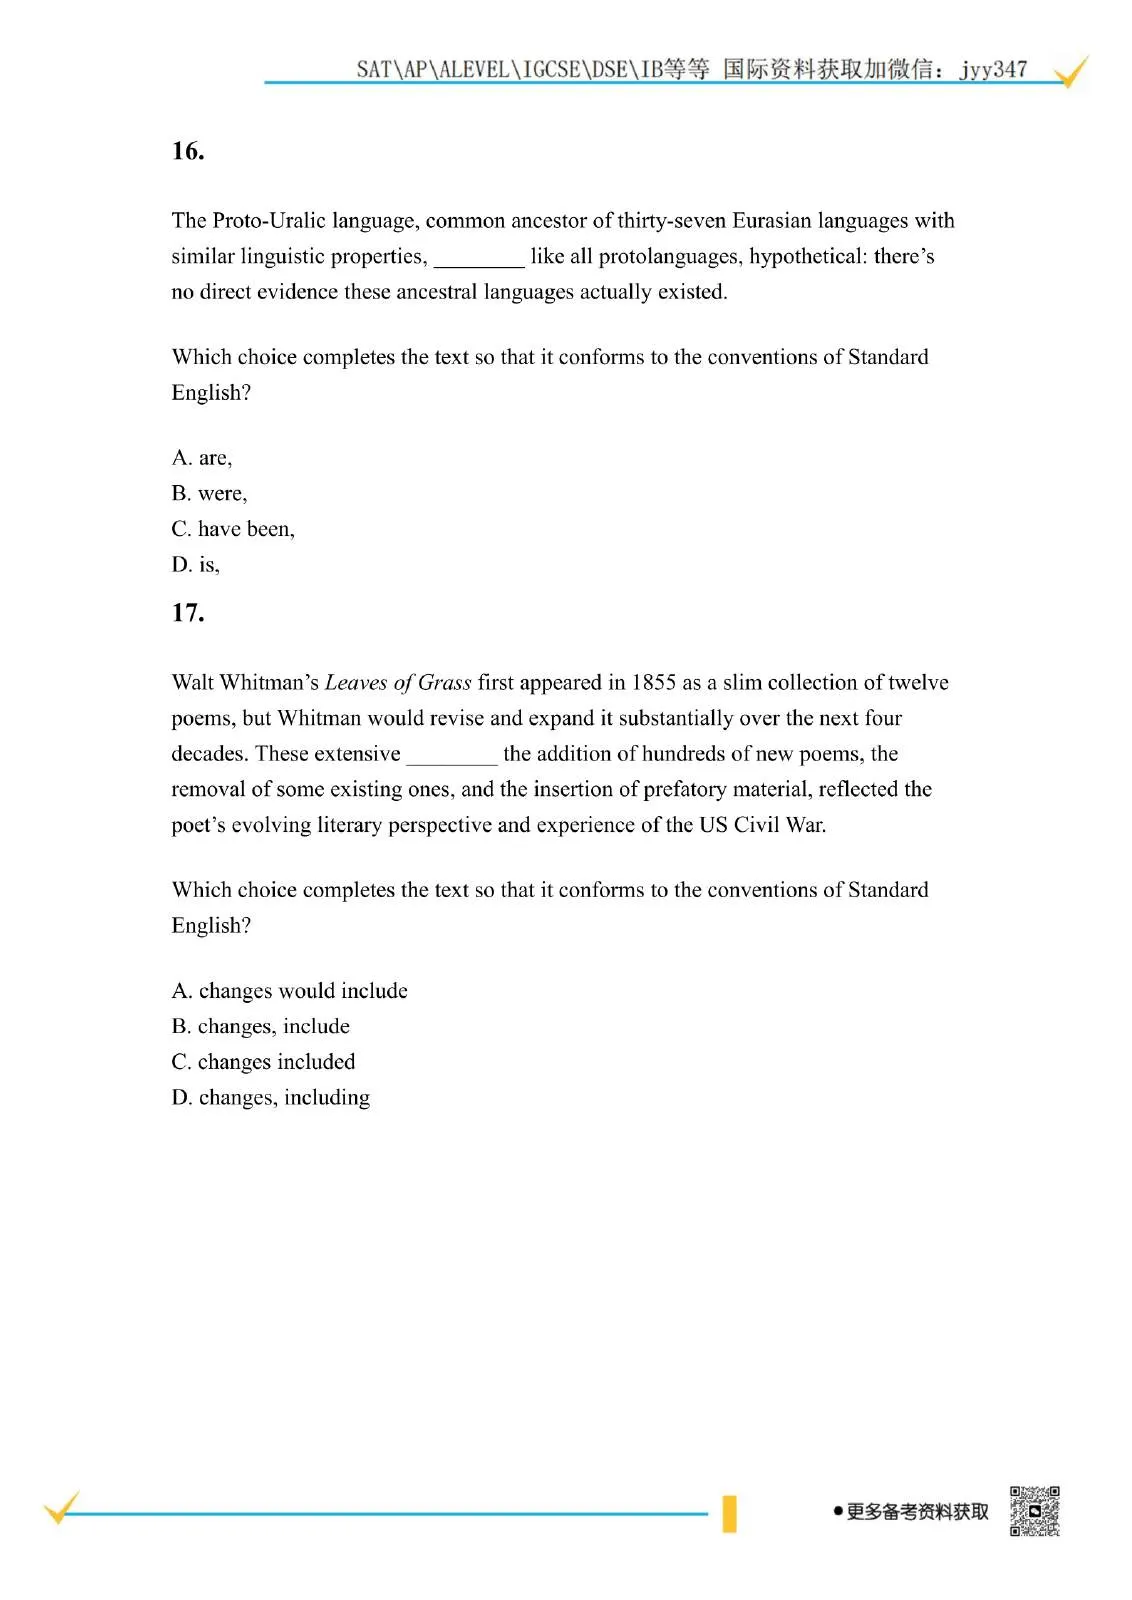 SAT\AP\ALEVEL\IGCSE\DSE\IB等等 国际资料获取加微信：jyy347
16.
The Proto-Uralic language, common ancestor of thirty-seven Eurasian languages with
similar linguistic properties, ________ like all protolanguages, hypothetical: there’s
no direct evidence these ancestral languages actually existed.
Which choice completes the text so that it conforms to the conventions of Standard
English?
A. are,
B. were,
C. have been,
D. is,
17.
Walt Whitman’s Leaves of Grass first appeared in 1855 as a slim collection of twelve
poems, but Whitman would revise and expand it substantially over the next four
decades. These extensive ________ the addition of hundreds of new poems, the
removal of some existing ones, and the insertion of prefatory material, reflected the
poet’s evolving literary perspective and experience of the US Civil War.
Which choice completes the text so that it conforms to the conventions of Standard
English?
A. changes would include
B. changes, include
C. changes included
D. changes, including
●更多备考资料获取